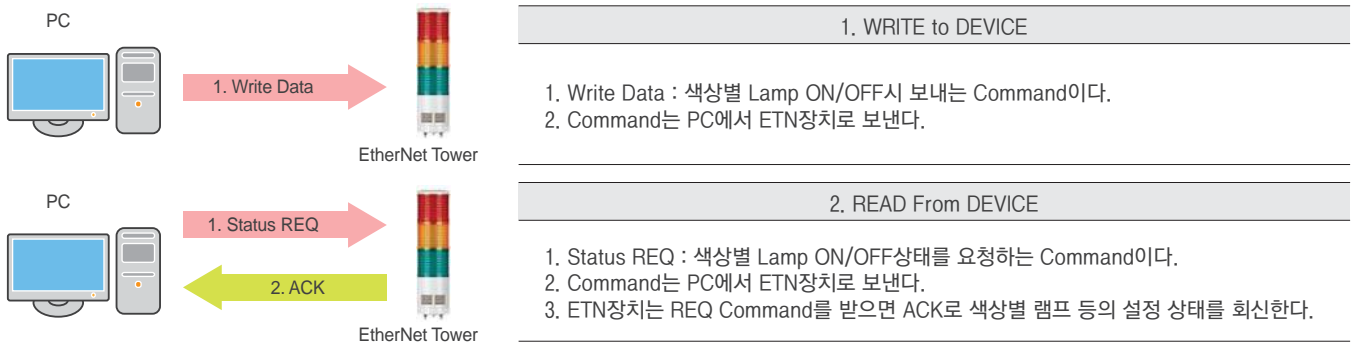 PC
1. Write Data
EtherNet Tower
1. WRITE to DEVICE
1. Write Data : 색상별 Lamp ON/OFF시 보내는 Command이다.
2. Command는 PC에서 ETN장치로 보낸다.
PC
1. Status REQ
2. ACK
EtherNet Tower
2. READ From DEVICE
1. Status REQ : 색상별 Lamp ON/OFF상태를 요청하는 Command이다.
2. Command는 PC에서 ETN장치로 보낸다.
3. ETN장치는 REQ Command를 받으면 ACK로 색상별 램프 등의 설정 상태를 회신한다.